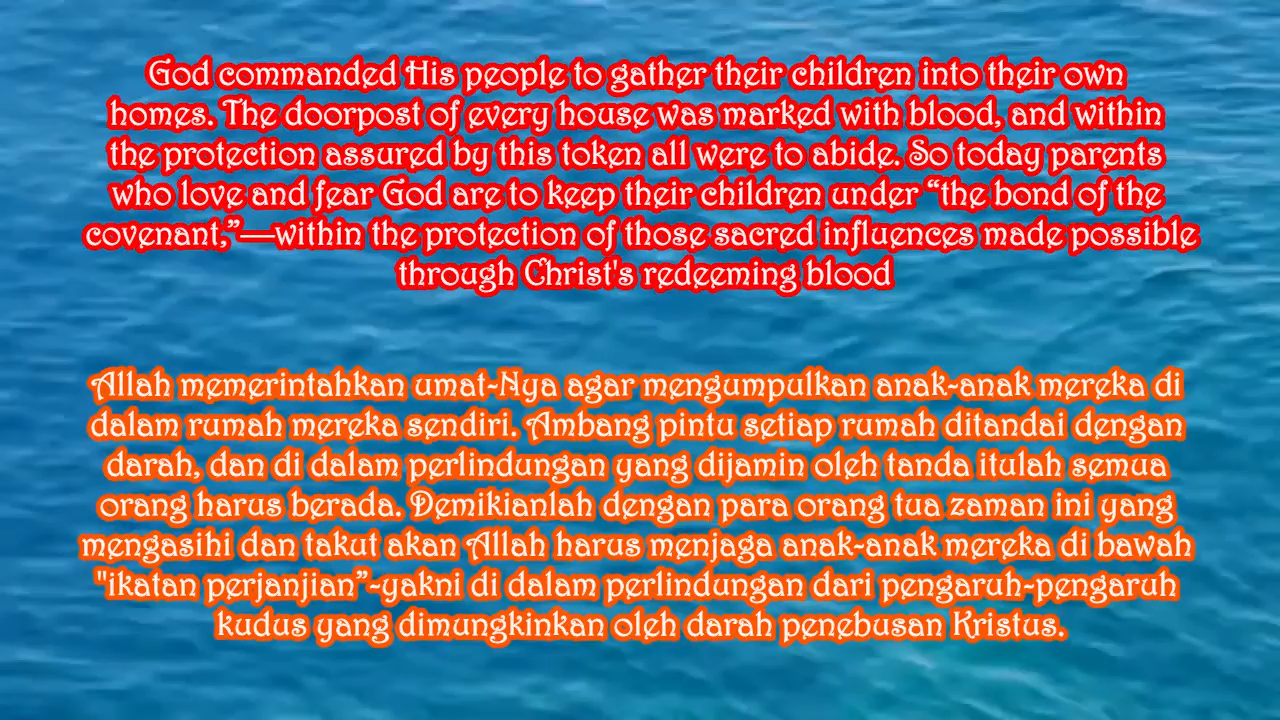 God commanded His people to gather their children into their own
homes. The doorpost of every house was marked with blood, and within
the protection assured by this token all were to abide. So today parents
who love and fear God are to keep their children under “the bond of the
covenant,”—within the protection of those sacred influences made possible
through Christ's redeeming blood
Allah memerintahkan umat-Nya agar mengumpulkan anak-anak mereka di
dalam rumah mereka sendiri. Ambang pintu setiap rumah ditandai dengan
darah, dan di dalam perlindungan yang dijamin oleh tanda itulah semua
orang harus berada. Demikianlah dengan para orang tua zaman ini yang
mengasihi dan takut akan Allah harus menjaga anak-anak mereka di bawah
"ikatan perjanjian”-yakni di dalam perlindungan dari pengaruh-pengaruh
kudus yang dimungkinkan oleh darah penebusan Kristus.